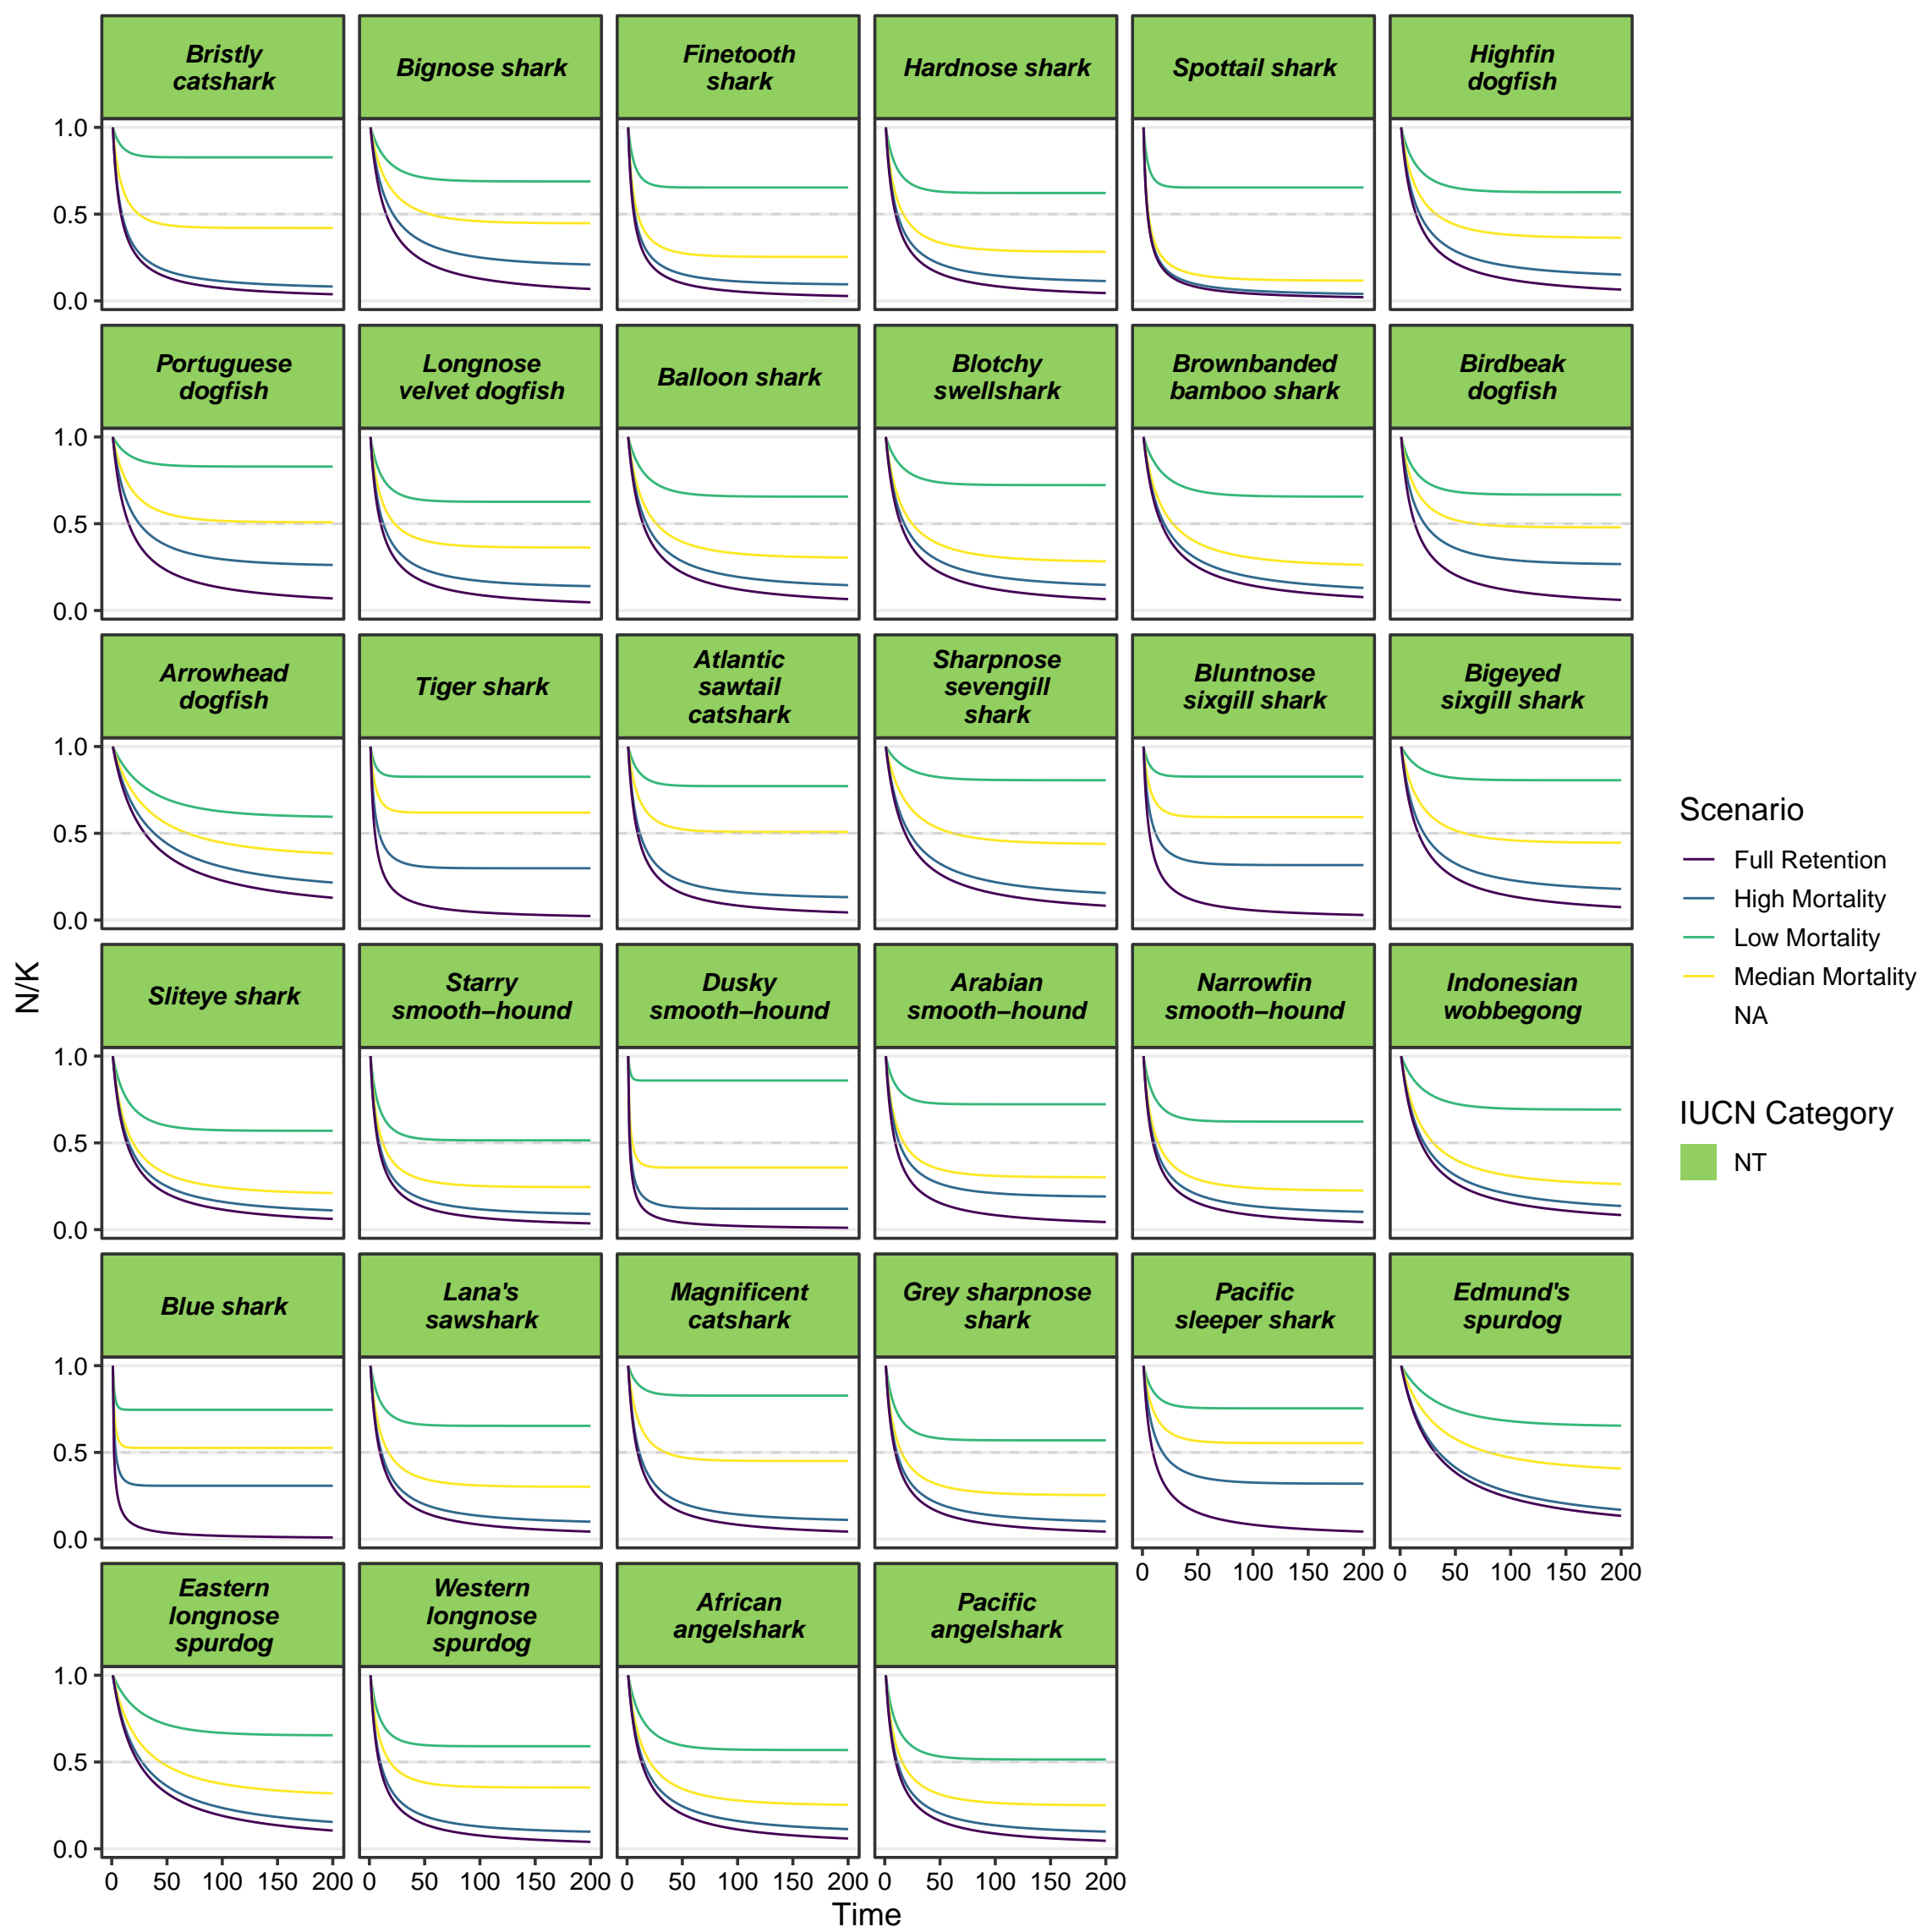 Bristly
catshark
Bignose shark
Finetooth
shark
Hardnose shark
Spottail shark
Highfin
dogfish
1.0
0.5
0.0
Portuguese
dogfish
Longnose
velvet dogfish
Balloon shark
Blotchy
swellshark
Brownbanded
bamboo shark
Birdbeak
dogfish
1.0
0.5
0.0
Arrowhead
dogfish
Tiger shark
Atlantic
sawtail
catshark
Sharpnose
sevengill
shark
Bluntnose
sixgill shark
Bigeyed
sixgill shark
1.0
0.5
0.0
N/K
Sliteye shark
Starry
smooth−hound
Dusky
smooth−hound
Arabian
smooth−hound
Narrowfin
smooth−hound
Indonesian
wobbegong
1.0
0.5
0.0
Blue shark
Lana's
sawshark
Magnificent
catshark
Grey sharpnose
shark
Pacific
sleeper shark
Edmund's
spurdog
1.0
0.5
0.0
0 50 100 150 200
0 50 100 150 200
Eastern
longnose
spurdog
Western
longnose
spurdog
African
angelshark
Pacific
angelshark
1.0
0.5
0.0
0 50 100 150 200
0 50 100 150 200
0 50 100 150 200
0 50 100 150 200
Time
Scenario
Full Retention
High Mortality
Low Mortality
Median Mortality
NA
IUCN Category
NT